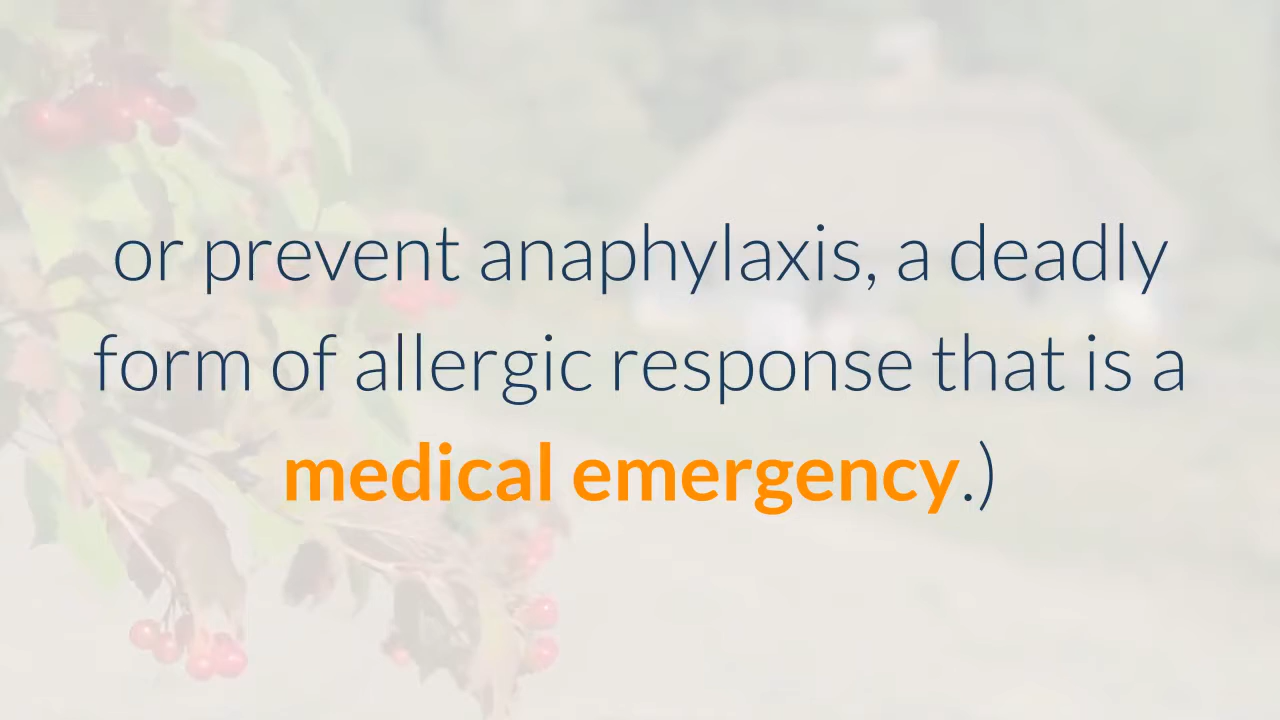 or prevent anaphylaxis, a deadly
form of allergic response that is a
medical emergency.)